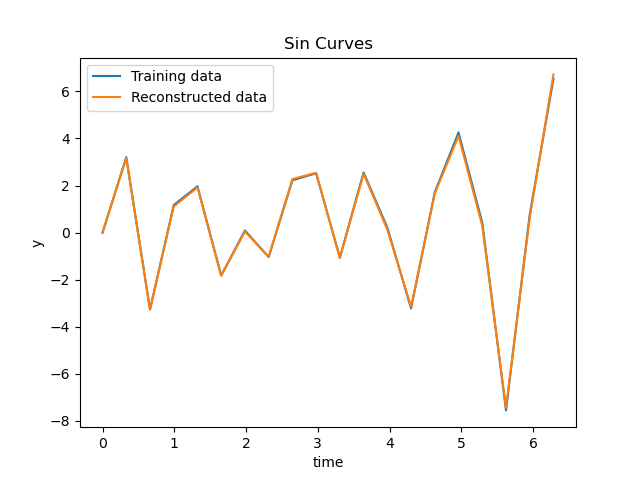 Sin Curves
Training data
Reconstructed data
6
4
2
0
−2
−4
−6
−8
y
0 1 2 3 4 5 6
time